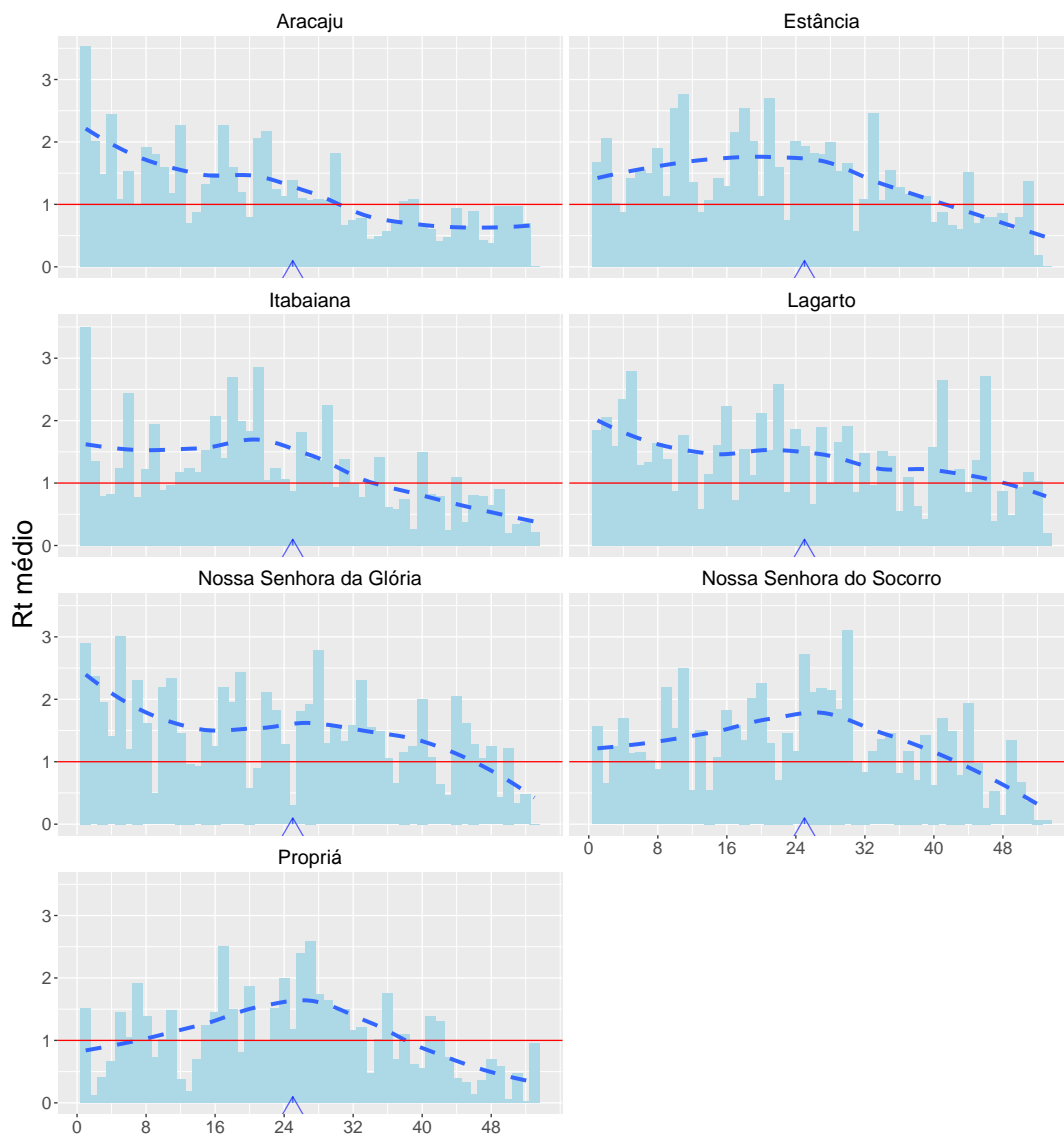 Aracaju
Estância
3
2
1
0
Itabaiana
Lagarto
3
2
1
0
Rt médio
Nossa Senhora da Glória
Nossa Senhora do Socorro
3
2
1
0
0 8 16 24 32 40 48
Propriá
3
2
1
0
0 8 16 24 32 40 48